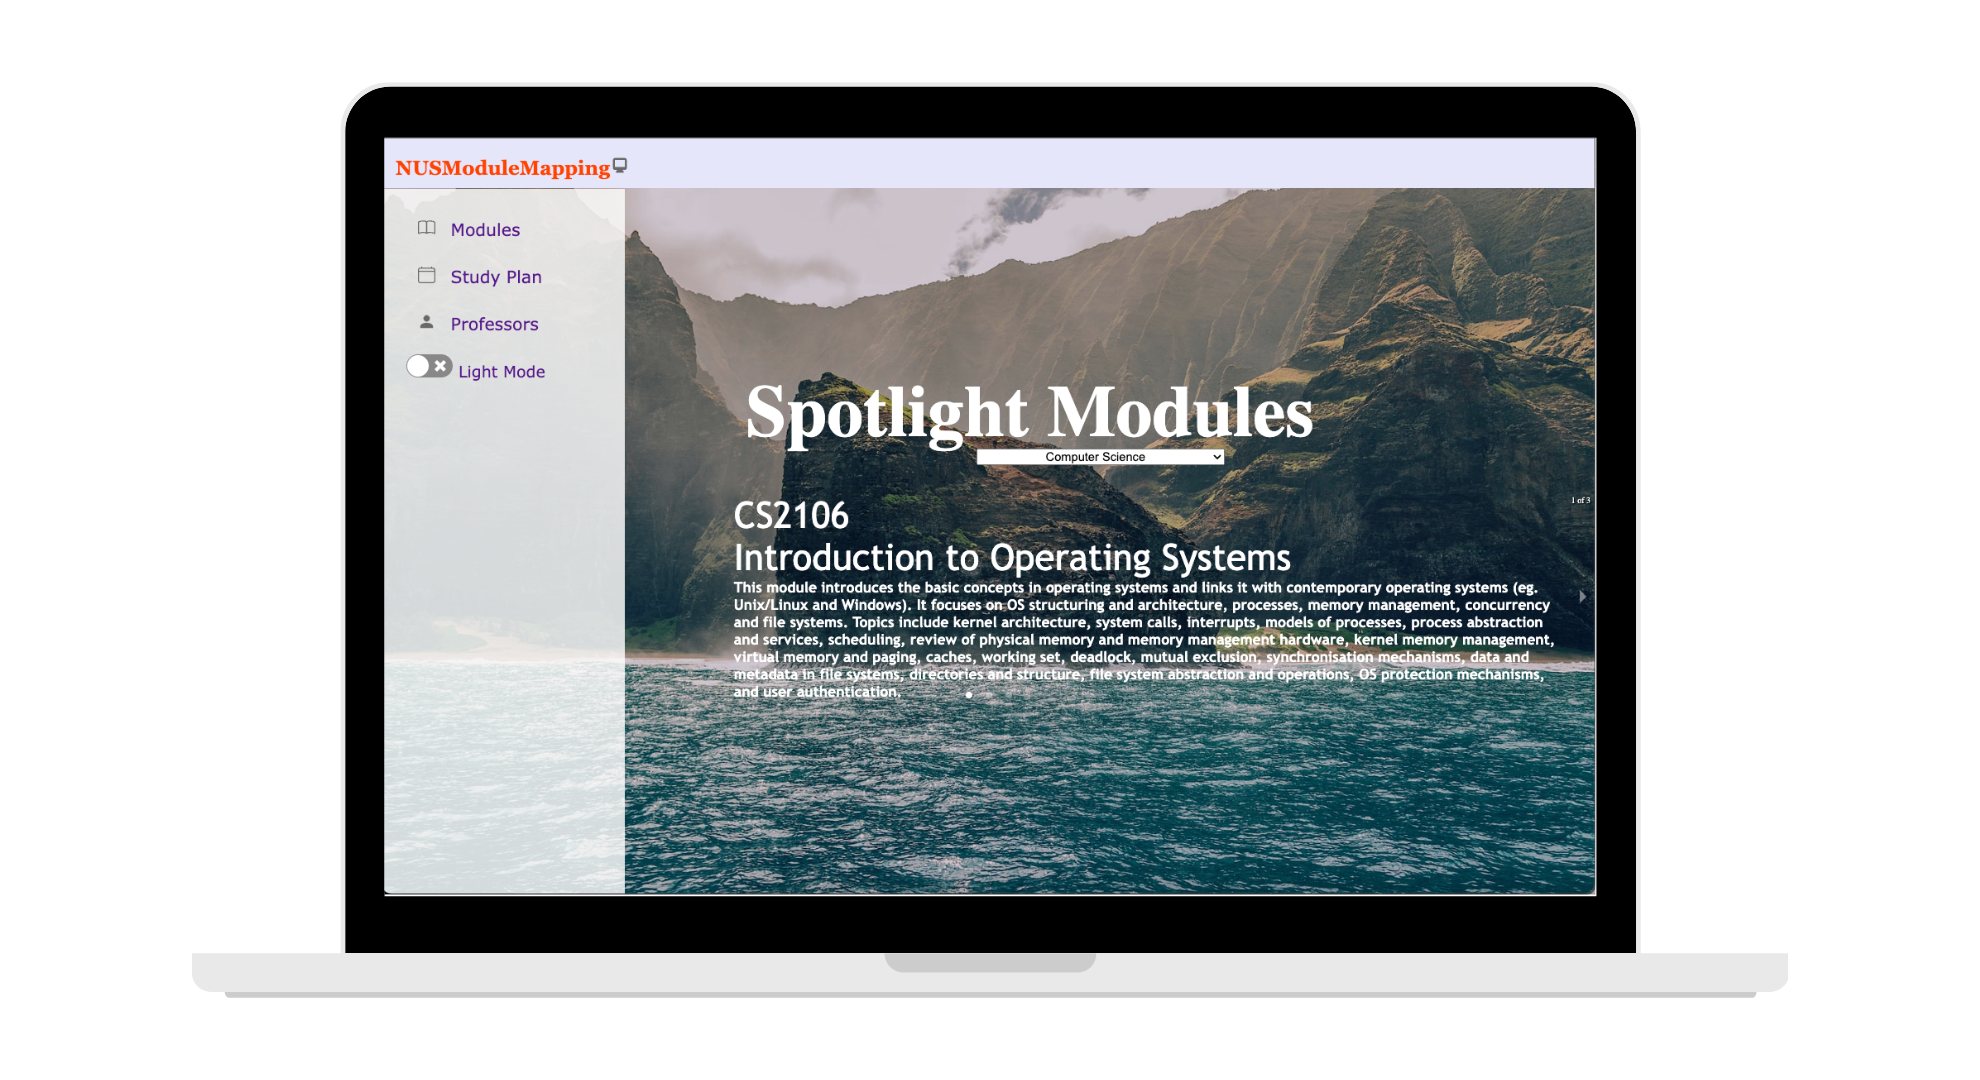 NUSModuleMapping
Modules
Study Plan
Professors
Light Mode
Spotlight Modules
Computer Science
1 of 3
CS2106
Introduction to Operating Systems
This module introduces the basic concepts in operating systems and links it with contemporary operating systems (eg.
Unix/Linux and Windows). It focuses on OS structuring and architecture, processes, memory management, concurrency
and file systems. Topics include kernel architecture, system calls, interrupts, models of processes, process abstraction
and services, scheduling, review of physical memory and memory management hardware, kernel memory management,
virtual memory and paging, caches, working set, deadlock, mutual exclusion, synchronisation mechanisms, data and
metadata in file systems, directories and structure, file system abstraction and operations, OS protection mechanisms,
and user authentication.